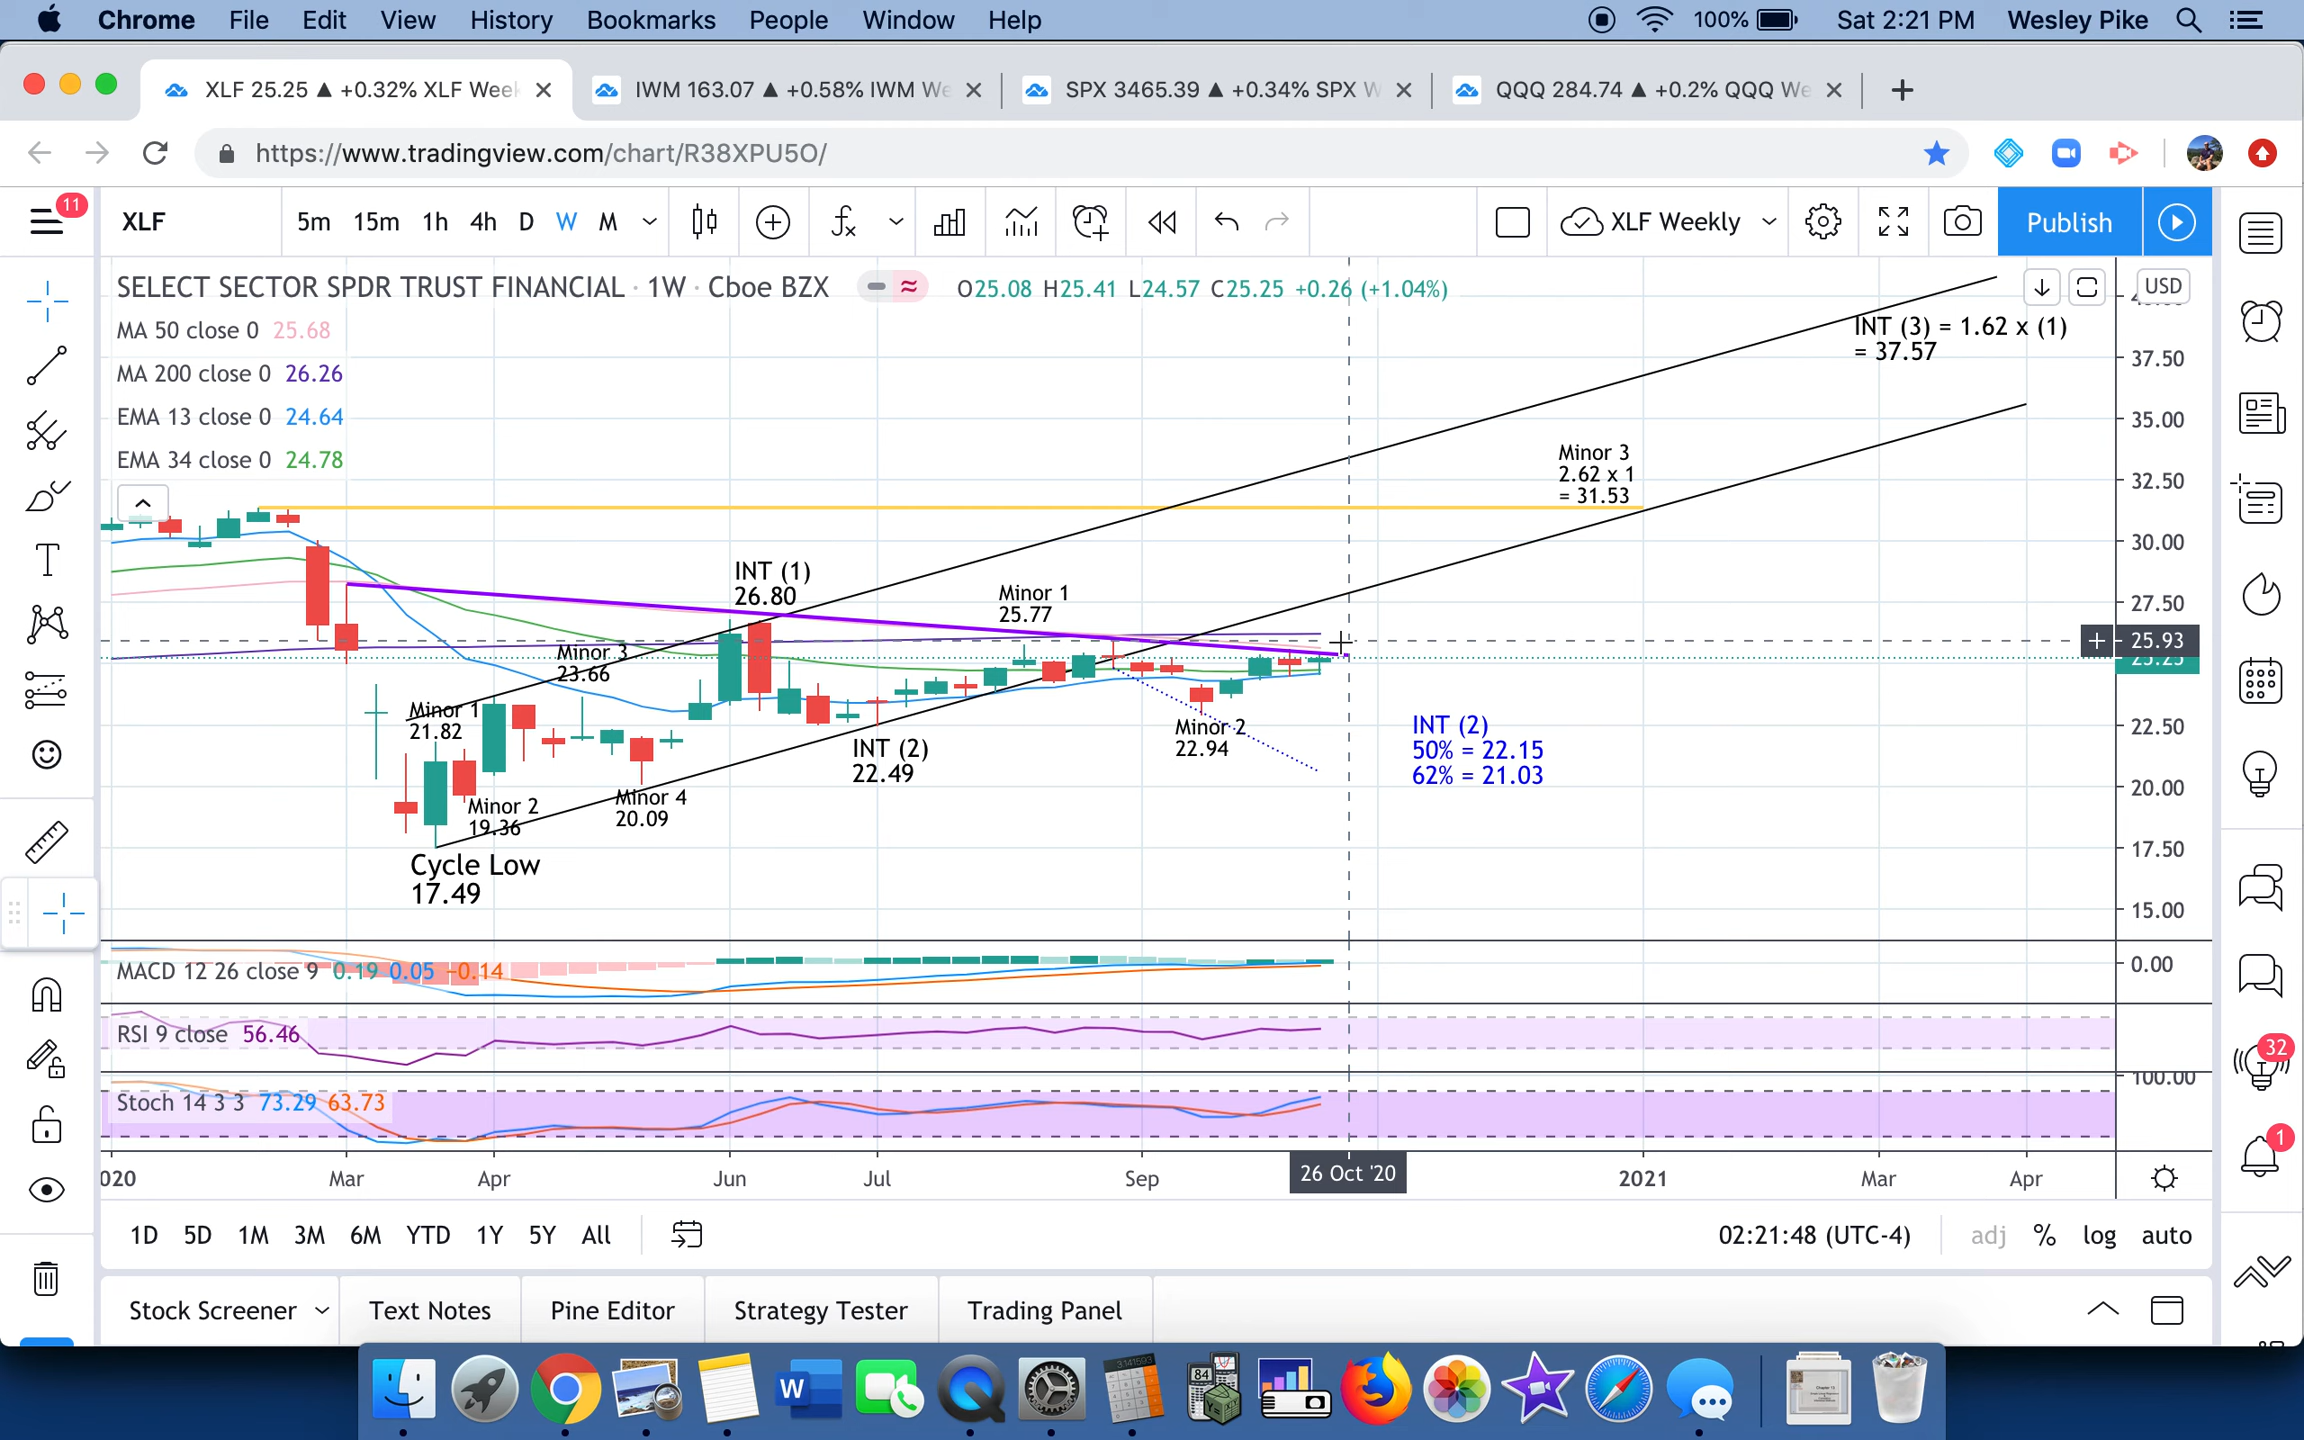 Chrome File Edit View History Bookmarks People Window Help 100% Sat 2:21 PM Wesley Pike
XLF 25.25 ▲ +0.32% XLF Week IWM 163.07 ▲ +0.58% IWM We SPX 3465.39 ▲ +0.34% SPX W QQQ 284.74 ▲ +0.2% QQQ We
https://www.tradingview.com/chart/R38XPU5O/
11
XLF 5m 15m 1h 4h D W M XLF Weekly Publish
SELECT SECTOR SPDR TRUST FINANCIAL · 1W · Cboe BZX O25.08 H25.41 L24.57 C25.25 +0.26 (+1.04%) USD
MA 50 close 0 25.68
MA 200 close 0 26.26
EMA 13 close 0 24.64
EMA 34 close 0 24.78
INT (3) = 1.62 x (1)
= 37.57
37.50
35.00
Minor 3
2.62 x 1
= 31.53
32.50
30.00
INT (1)
26.80
Minor 1
25.77
27.50
25.93
25.25
Minor 3
23.66
Minor 1
21.82
Minor 2
22.94
INT (2)
22.49
INT (2)
50% = 22.15
62% = 21.03
22.50
20.00
Minor 2
19.36
Minor 4
20.09
17.50
Cycle Low
17.49
15.00
MACD 12 26 close 9 0.19 0.05 −0.14 0.00
RSI 9 close 56.46
32
100.00
Stoch 14 3 3 73.29 63.73
1
020 Mar Apr Jun Jul Sep 26 Oct '20 2021 Mar Apr
1D 5D 1M 3M 6M YTD 1Y 5Y All 02:21:48 (UTC-4) adj % log auto
Stock Screener Text Notes Pine Editor Strategy Tester Trading Panel
W
3.141593
84